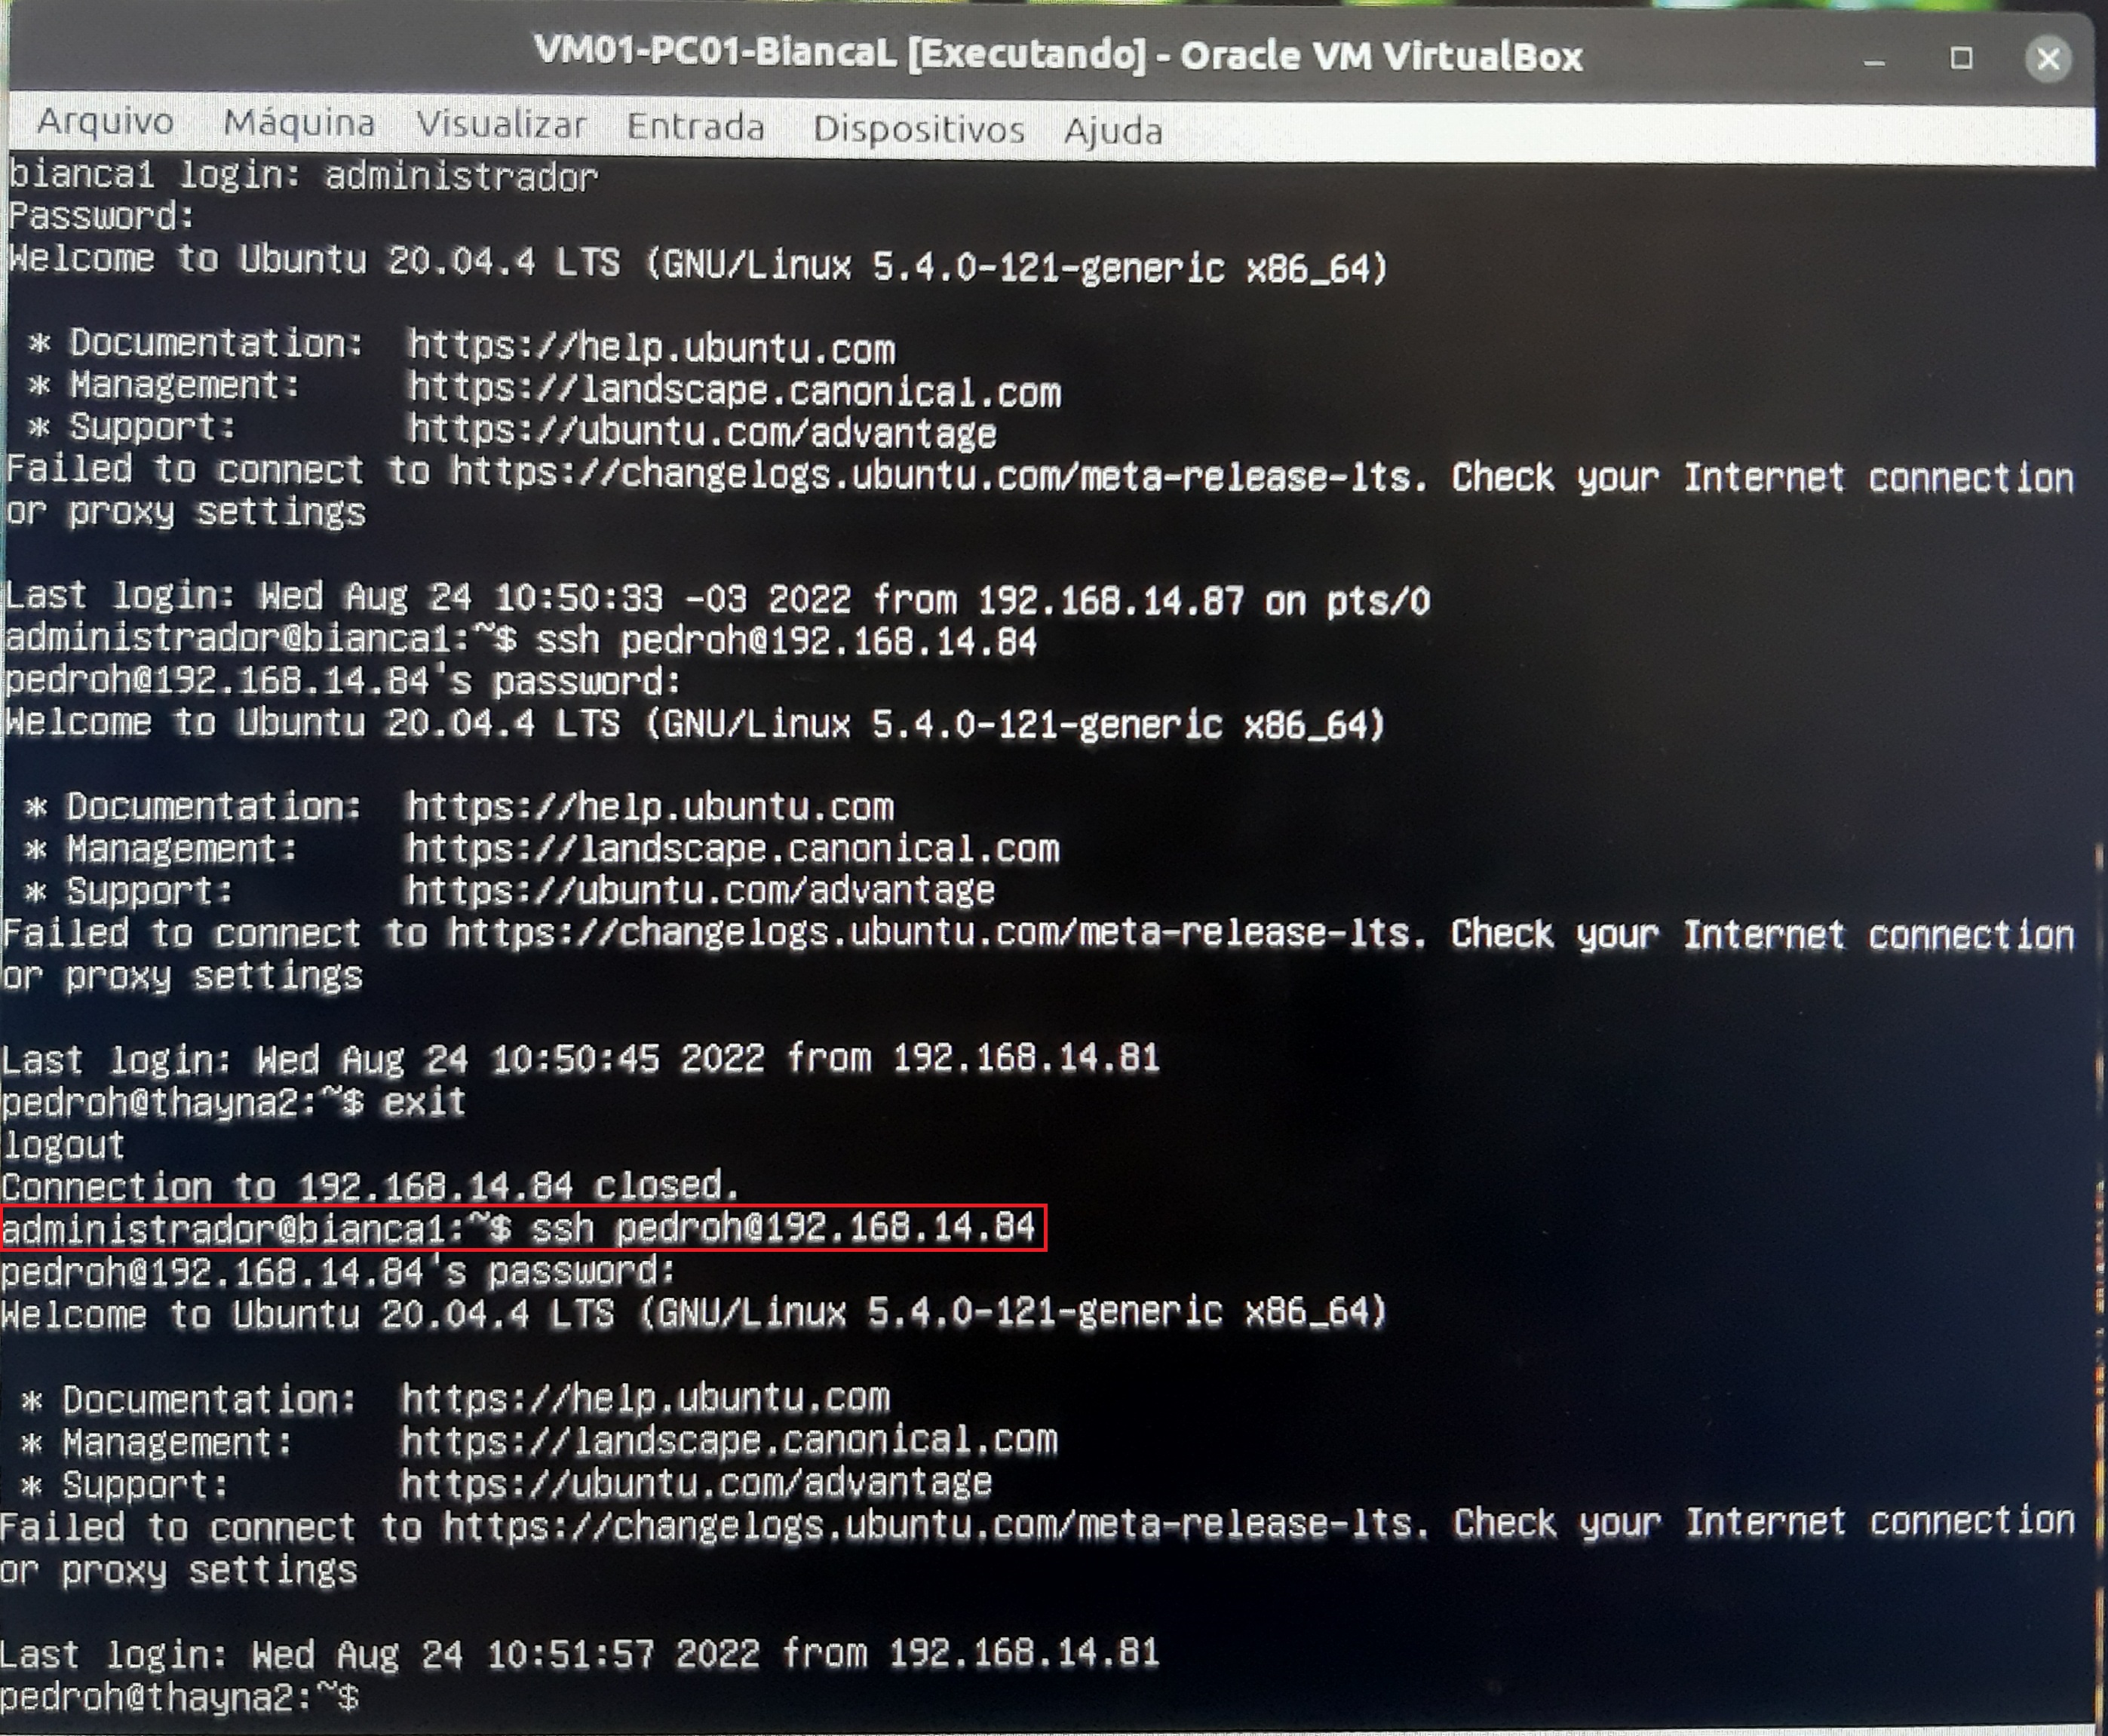 VM01-PC01-BiancaL [Executando] - Oracle VM VirtualBox
Arquivo Máquina Visualizar Entrada Dispositivos Ajuda
bianca1 login: administrador
Password:
Welcome to Ubuntu 20.04.4 LTS (GNU/Linux 5.4.0-121-generic x86_64)
* Documentation: https://help.ubuntu.com
* Management: https://landscape.canonical.com
* Support: https://ubuntu.com/advantage
Failed to connect to https://changelogs.ubuntu.com/meta-release-lts. Check your Internet connection
or proxy settings
Last login: Wed Aug 24 10:50:33 -03 2022 from 192.168.14.87 on pts/0
administrador@bianca1:~$ ssh pedroh@192.168.14.84
pedroh@192.168.14.84's password:
Welcome to Ubuntu 20.04.4 LTS (GNU/Linux 5.4.0-121-generic x86_64)
* Documentation: https://help.ubuntu.com
* Management: https://landscape.canonical.com
* Support: https://ubuntu.com/advantage
Failed to connect to https://changelogs.ubuntu.com/meta-release-lts. Check your Internet connection
or proxy settings
Last login: Wed Aug 24 10:50:45 2022 from 192.168.14.81
pedroh@thayna2:~$ exit
logout
Connection to 192.168.14.84 closed.
administrador@bianca1:~$ ssh pedroh@192.168.14.84
pedroh@192.168.14.84's password:
Welcome to Ubuntu 20.04.4 LTS (GNU/Linux 5.4.0-121-generic x86_64)
* Documentation: https://help.ubuntu.com
* Management: https://landscape.canonical.com
* Support: https://ubuntu.com/advantage
Failed to connect to https://changelogs.ubuntu.com/meta-release-lts. Check your Internet connection
or proxy settings
Last login: Wed Aug 24 10:51:57 2022 from 192.168.14.81
pedroh@thayna2:~$